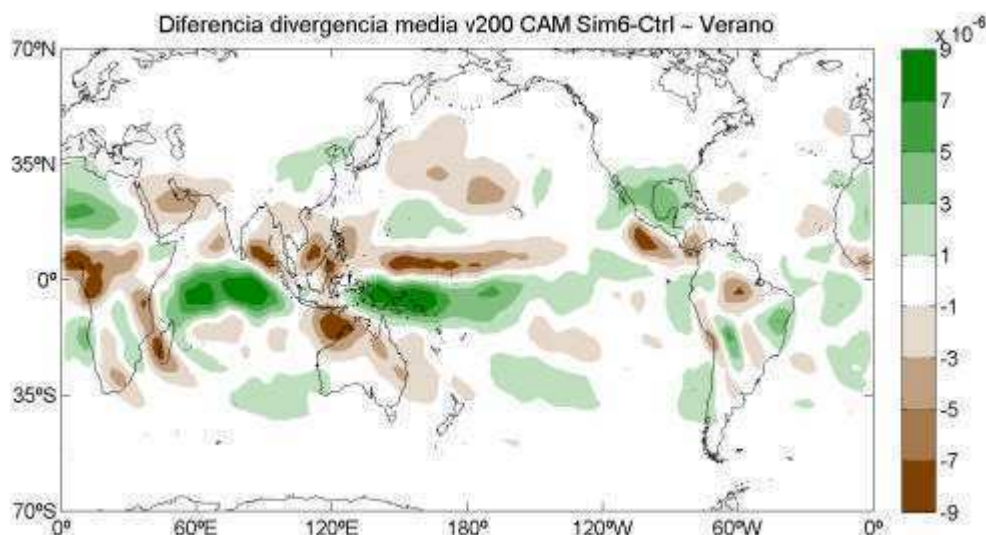 Diferencia divergencia media v200 CAM Sim6-Ctrl ~ Verano
x 10⁻⁶
70ºN
35ºN
0º
35ºS
70ºS
0º 60ºE 120ºE 180º 120ºW 60ºW 0º
9
7
5
3
1
-1
-3
-5
-7
-9